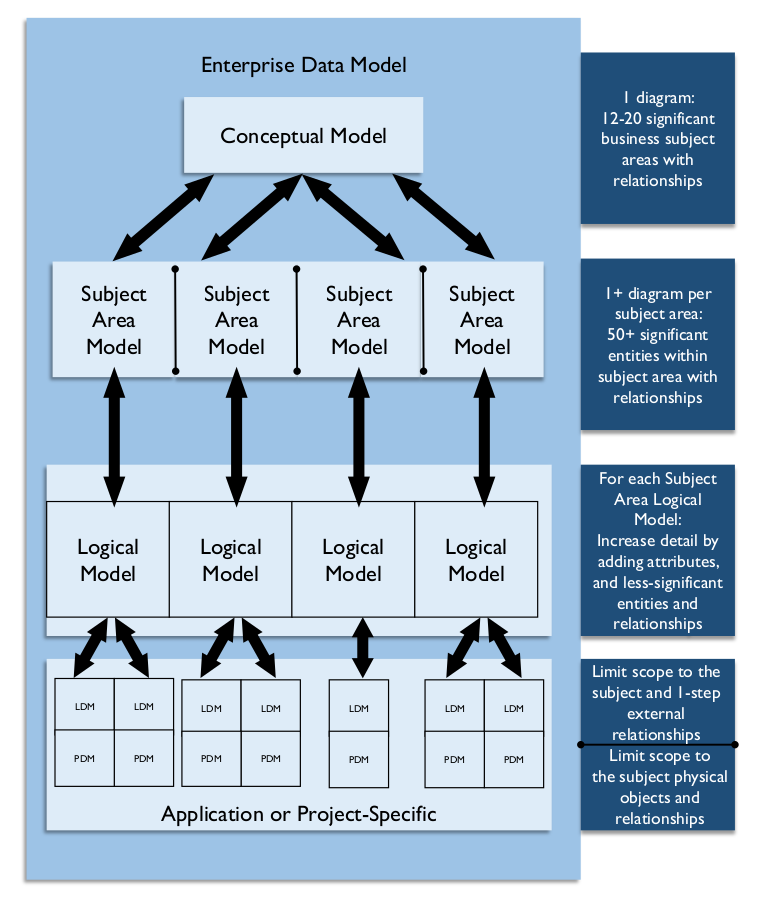 Enterprise Data Model
Conceptual Model
1 diagram:
12-20 significant
business subject
areas with
relationships
Subject
Area
Model
Subject
Area
Model
Subject
Area
Model
Subject
Area
Model
1+ diagram per
subject area:
50+ significant
entities within
subject area with
relationships
Logical
Model
Logical
Model
Logical
Model
Logical
Model
For each Subject
Area Logical
Model:
Increase detail by
adding attributes,
and less-significant
entities and
relationships
LDM
LDM
PDM
PDM
LDM
LDM
PDM
PDM
LDM
PDM
LDM
LDM
PDM
PDM
Application or Project-Specific
Limit scope to the
subject and 1-step
external
relationships
Limit scope to
the subject physical
objects and
relationships